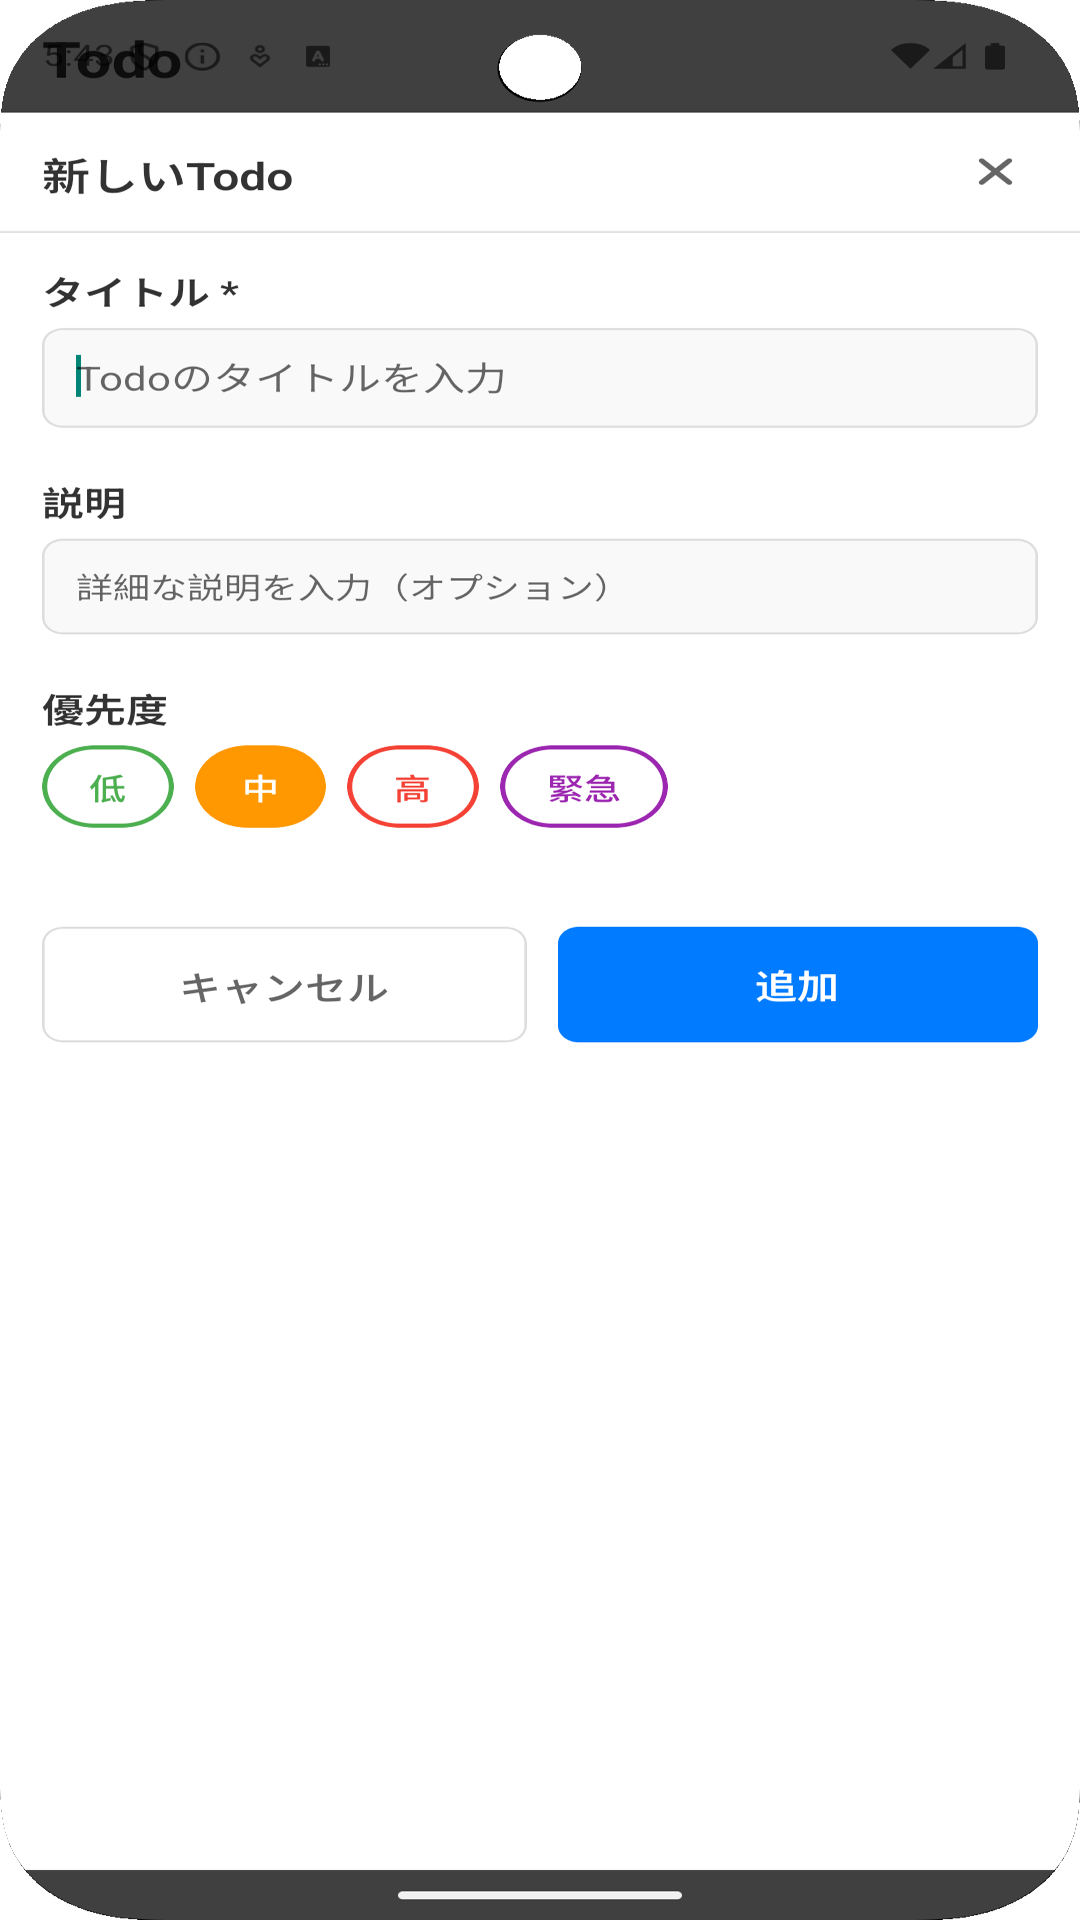 Todo
新しいTodo
タイトル *
Todoのタイトルを入力
説明
詳細な説明を入力（オプション）
優先度
低 中 高 緊急
キャンセル 追加